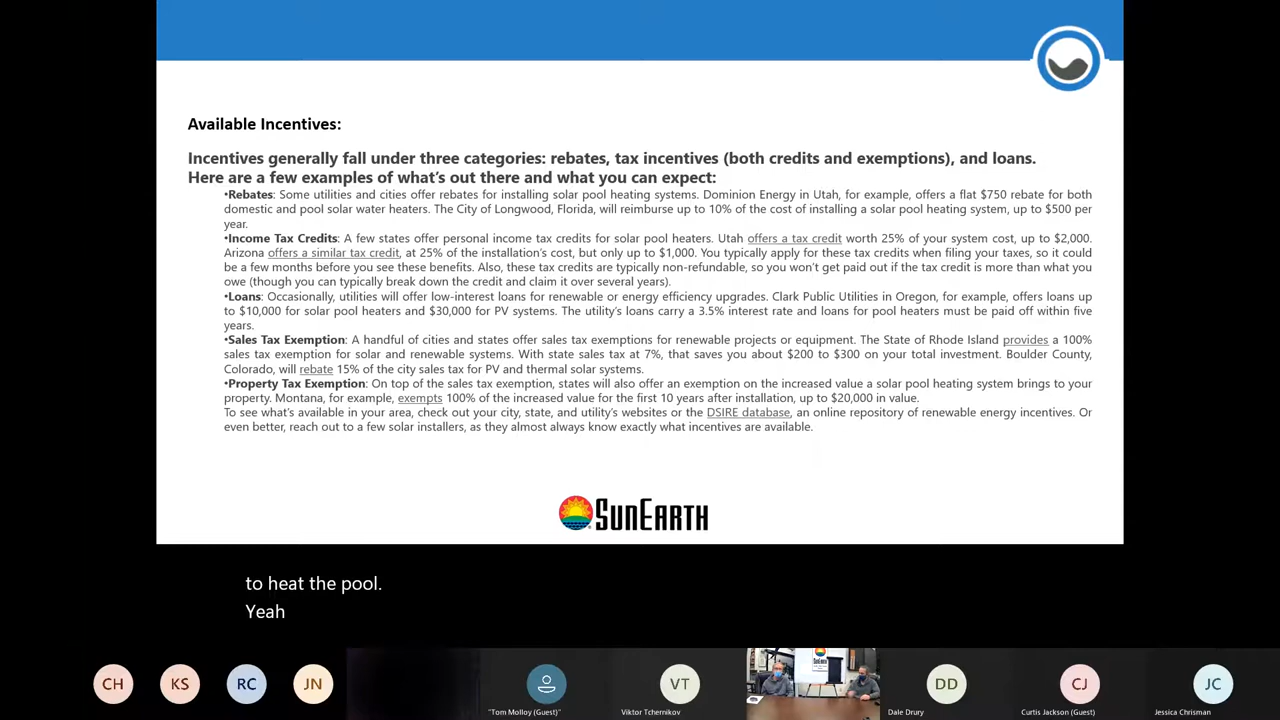 Available Incentives:
Incentives generally fall under three categories: rebates, tax incentives (both credits and exemptions), and loans.
Here are a few examples of what's out there and what you can expect:
•Rebates: Some utilities and cities offer rebates for installing solar pool heating systems. Dominion Energy in Utah, for example, offers a flat $750 rebate for both
domestic and pool solar water heaters. The City of Longwood, Florida, will reimburse up to 10% of the cost of installing a solar pool heating system, up to $500 per
year.
•Income Tax Credits: A few states offer personal income tax credits for solar pool heaters. Utah offers a tax credit worth 25% of your system cost, up to $2,000.
Arizona offers a similar tax credit, at 25% of the installation's cost, but only up to $1,000. You typically apply for these tax credits when filing your taxes, so it could
be a few months before you see these benefits. Also, these tax credits are typically non-refundable, so you won't get paid out if the tax credit is more than what you
owe (though you can typically break down the credit and claim it over several years).
•Loans: Occasionally, utilities will offer low-interest loans for renewable or energy efficiency upgrades. Clark Public Utilities in Oregon, for example, offers loans up
to $10,000 for solar pool heaters and $30,000 for PV systems. The utility's loans carry a 3.5% interest rate and loans for pool heaters must be paid off within five
years.
•Sales Tax Exemption: A handful of cities and states offer sales tax exemptions for renewable projects or equipment. The State of Rhode Island provides a 100%
sales tax exemption for solar and renewable systems. With state sales tax at 7%, that saves you about $200 to $300 on your total investment. Boulder County,
Colorado, will rebate 15% of the city sales tax for PV and thermal solar systems.
•Property Tax Exemption: On top of the sales tax exemption, states will also offer an exemption on the increased value a solar pool heating system brings to your
property. Montana, for example, exempts 100% of the increased value for the first 10 years after installation, up to $20,000 in value.
To see what's available in your area, check out your city, state, and utility's websites or the DSIRE database, an online repository of renewable energy incentives. Or
even better, reach out to a few solar installers, as they almost always know exactly what incentives are available.
SunEarth
to heat the pool.
Yeah
CH
KS
RC
JN
"Tom Molloy (Guest)"
VT
Viktor Tchernikov
SunEarth
DD
Dale Drury
CJ
Curtis Jackson (Guest)
JC
Jessica Chrisman